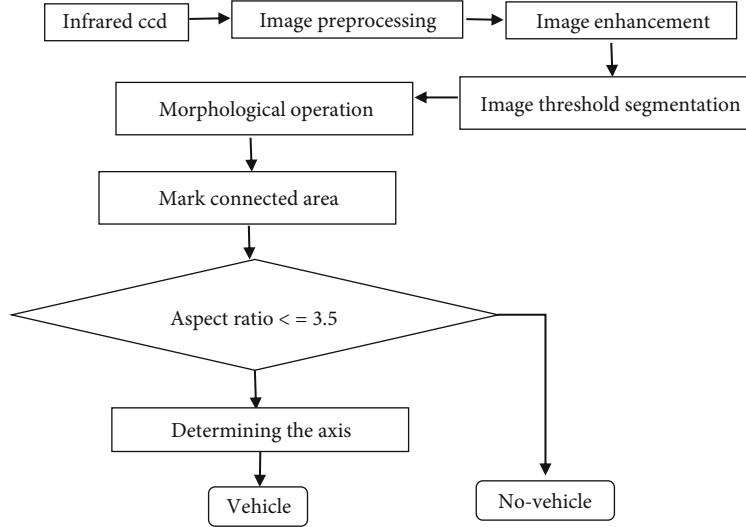 Infrared ccd
Image preprocessing
Image enhancement
Image threshold segmentation
Morphological operation
Mark connected area
Aspect ratio < = 3.5
Determining the axis
Vehicle
No-vehicle